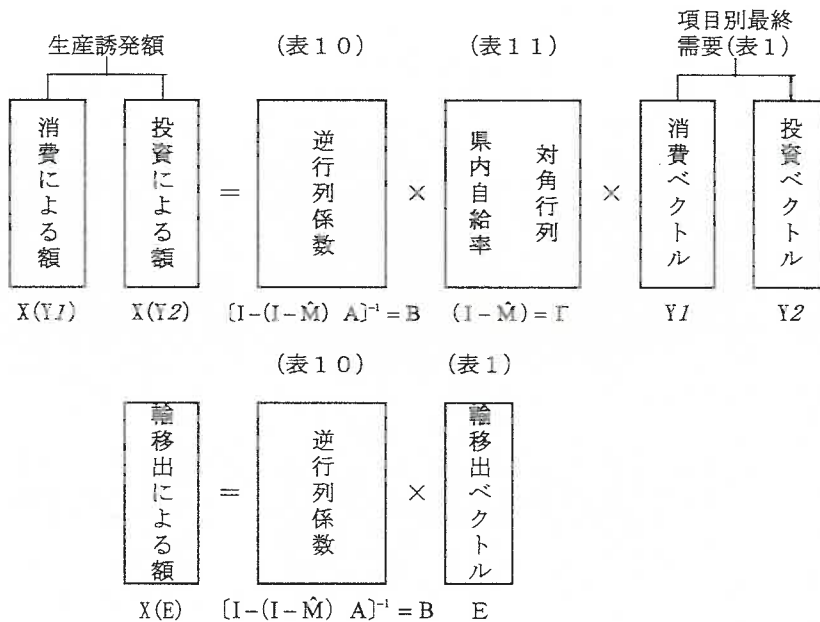 生産誘発額 (表10) (表11) 項目別最終
需要(表1)
消費による額
投資による額
=
逆行列係数
×
県内自給率
対角行列
×
消費ベクトル
投資ベクトル
X(Y1) X(Y2) [I-(I-M̂) A]⁻¹=B (I-M̂)=Γ Y1 Y2
(表10) (表1)
輸移出による額
=
逆行列係数
×
輸移出ベクトル
X(E) [I-(I-M̂) A]⁻¹=B E